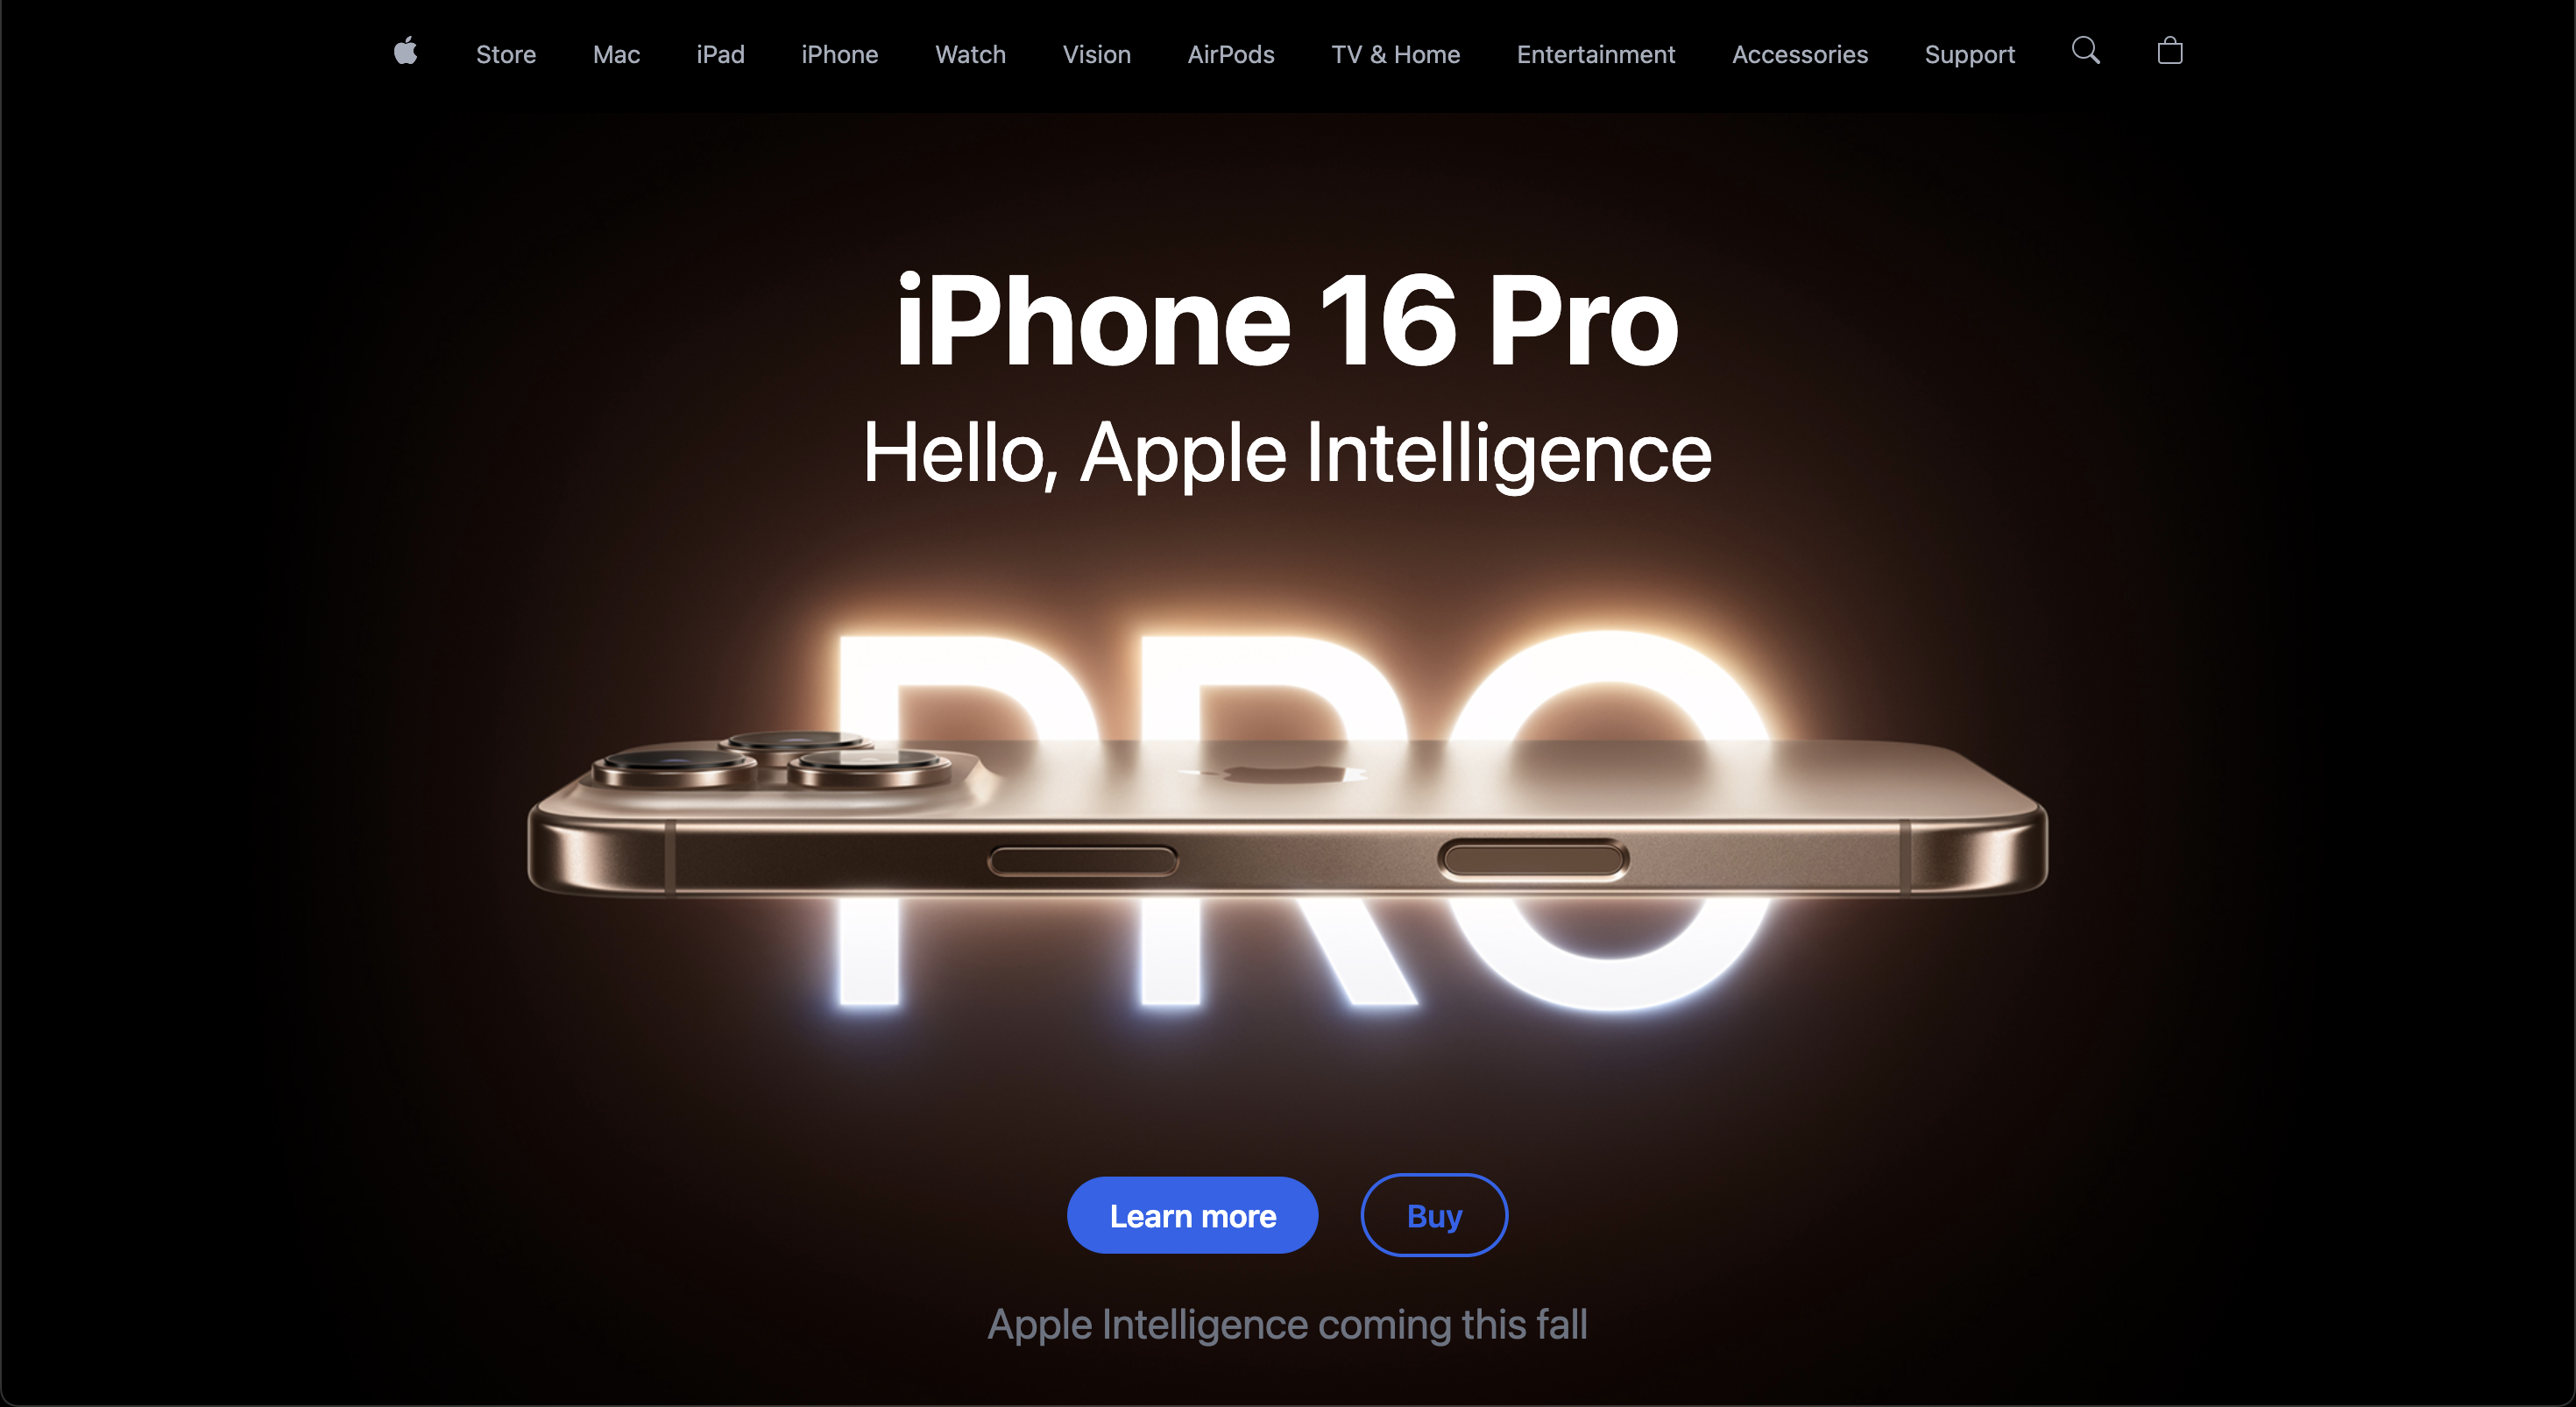 Store Mac iPad iPhone Watch Vision AirPods TV & Home Entertainment Accessories Support
iPhone 16 Pro
Hello, Apple Intelligence
PRO
Learn more Buy
Apple Intelligence coming this fall